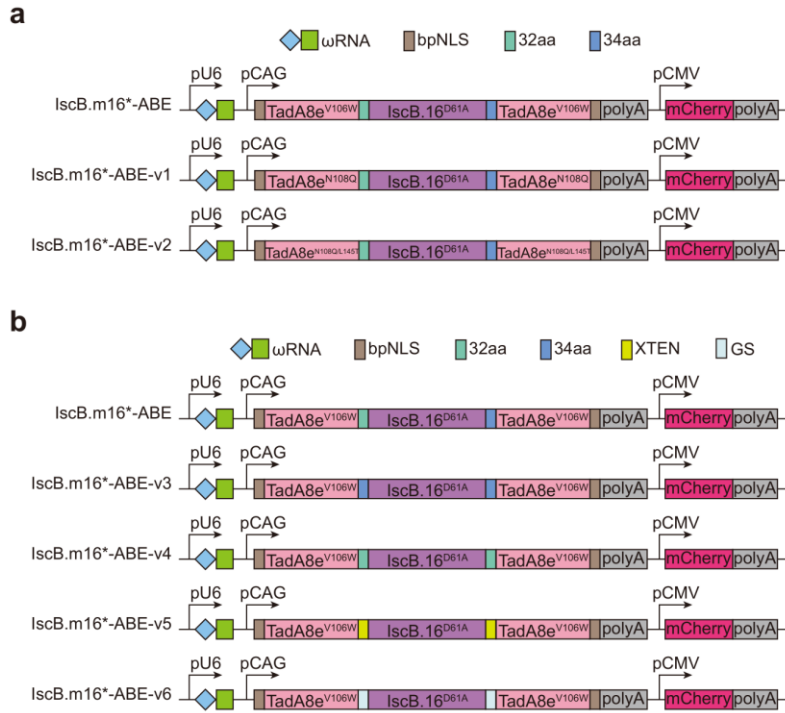 a
ωRNA bpNLS 32aa 34aa
pU6 pCAG pCMV
IscB.m16*-ABE TadA8eV106W IscB.16D61A TadA8eV106W polyA mCherry polyA
pU6 pCAG pCMV
IscB.m16*-ABE-v1 TadA8eN108Q IscB.16D61A TadA8eN108Q polyA mCherry polyA
pU6 pCAG pCMV
IscB.m16*-ABE-v2 TadA8eN108Q/L145T IscB.16D61A TadA8eN108Q/L145T polyA mCherry polyA
b
ωRNA bpNLS 32aa 34aa XTEN GS
pU6 pCAG pCMV
IscB.m16*-ABE TadA8eV106W IscB.16D61A TadA8eV106W polyA mCherry polyA
pU6 pCAG pCMV
IscB.m16*-ABE-v3 TadA8eV106W IscB.16D61A TadA8eV106W polyA mCherry polyA
pU6 pCAG pCMV
IscB.m16*-ABE-v4 TadA8eV106W IscB.16D61A TadA8eV106W polyA mCherry polyA
pU6 pCAG pCMV
IscB.m16*-ABE-v5 TadA8eV106W IscB.16D61A TadA8eV106W polyA mCherry polyA
pU6 pCAG pCMV
IscB.m16*-ABE-v6 TadA8eV106W IscB.16D61A TadA8eV106W polyA mCherry polyA